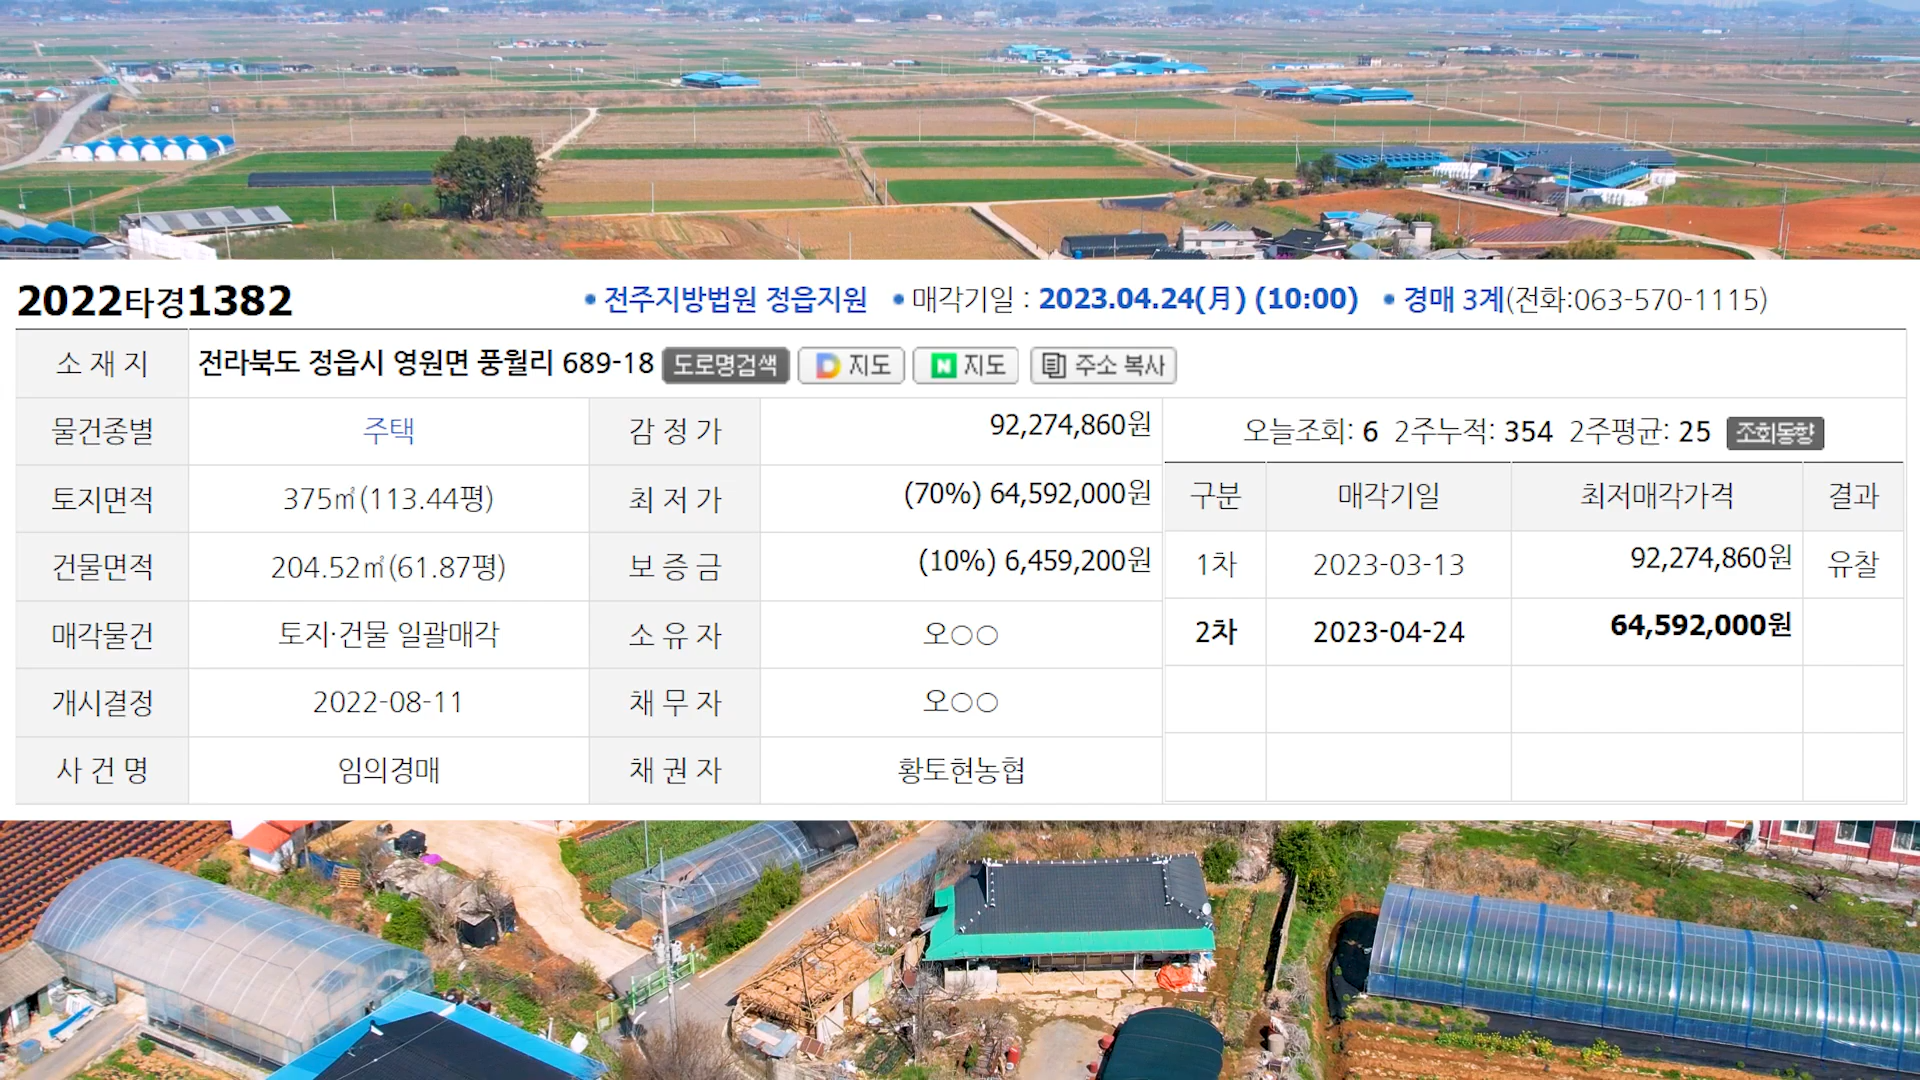 2022타경1382 • 전주지방법원 정읍지원 • 매각기일 : 2023.04.24(月) (10:00) • 경매 3계(전화:063-570-1115)
소 재 지 전라북도 정읍시 영원면 풍월리 689-18 도로명검색 D 지도 N 지도 주소 복사
물건종별 주택 감 정 가 92,274,860원 오늘조회: 6 2주누적: 354 2주평균: 25 조회동향
토지면적 375㎡(113.44평) 최 저 가 (70%) 64,592,000원 구분 매각기일 최저매각가격 결과
건물면적 204.52㎡(61.87평) 보 증 금 (10%) 6,459,200원 1차 2023-03-13 92,274,860원 유찰
매각물건 토지·건물 일괄매각 소 유 자 오○○ 2차 2023-04-24 64,592,000원
개시결정 2022-08-11 채 무 자 오○○
사 건 명 임의경매 채 권 자 황토현농협